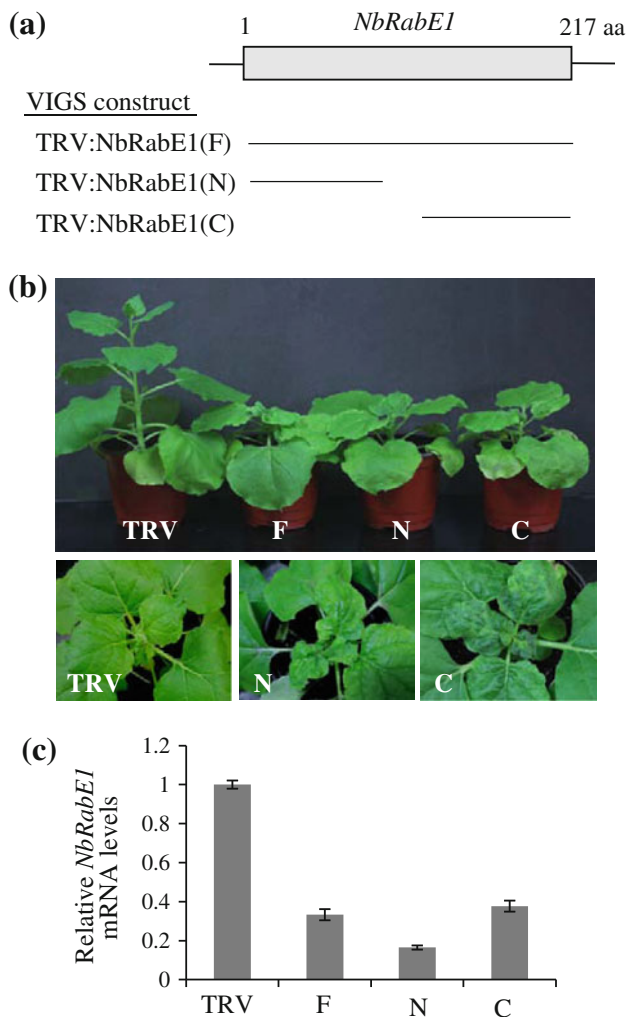 (a)
1 NbRabE1 217 aa
VIGS construct
TRV:NbRabE1(F)
TRV:NbRabE1(N)
TRV:NbRabE1(C)
(b)
TRV F N C
TRV N C
(c)
Relative NbRabE1
mRNA levels
1.2
1
0.8
0.6
0.4
0.2
0
TRV F N C